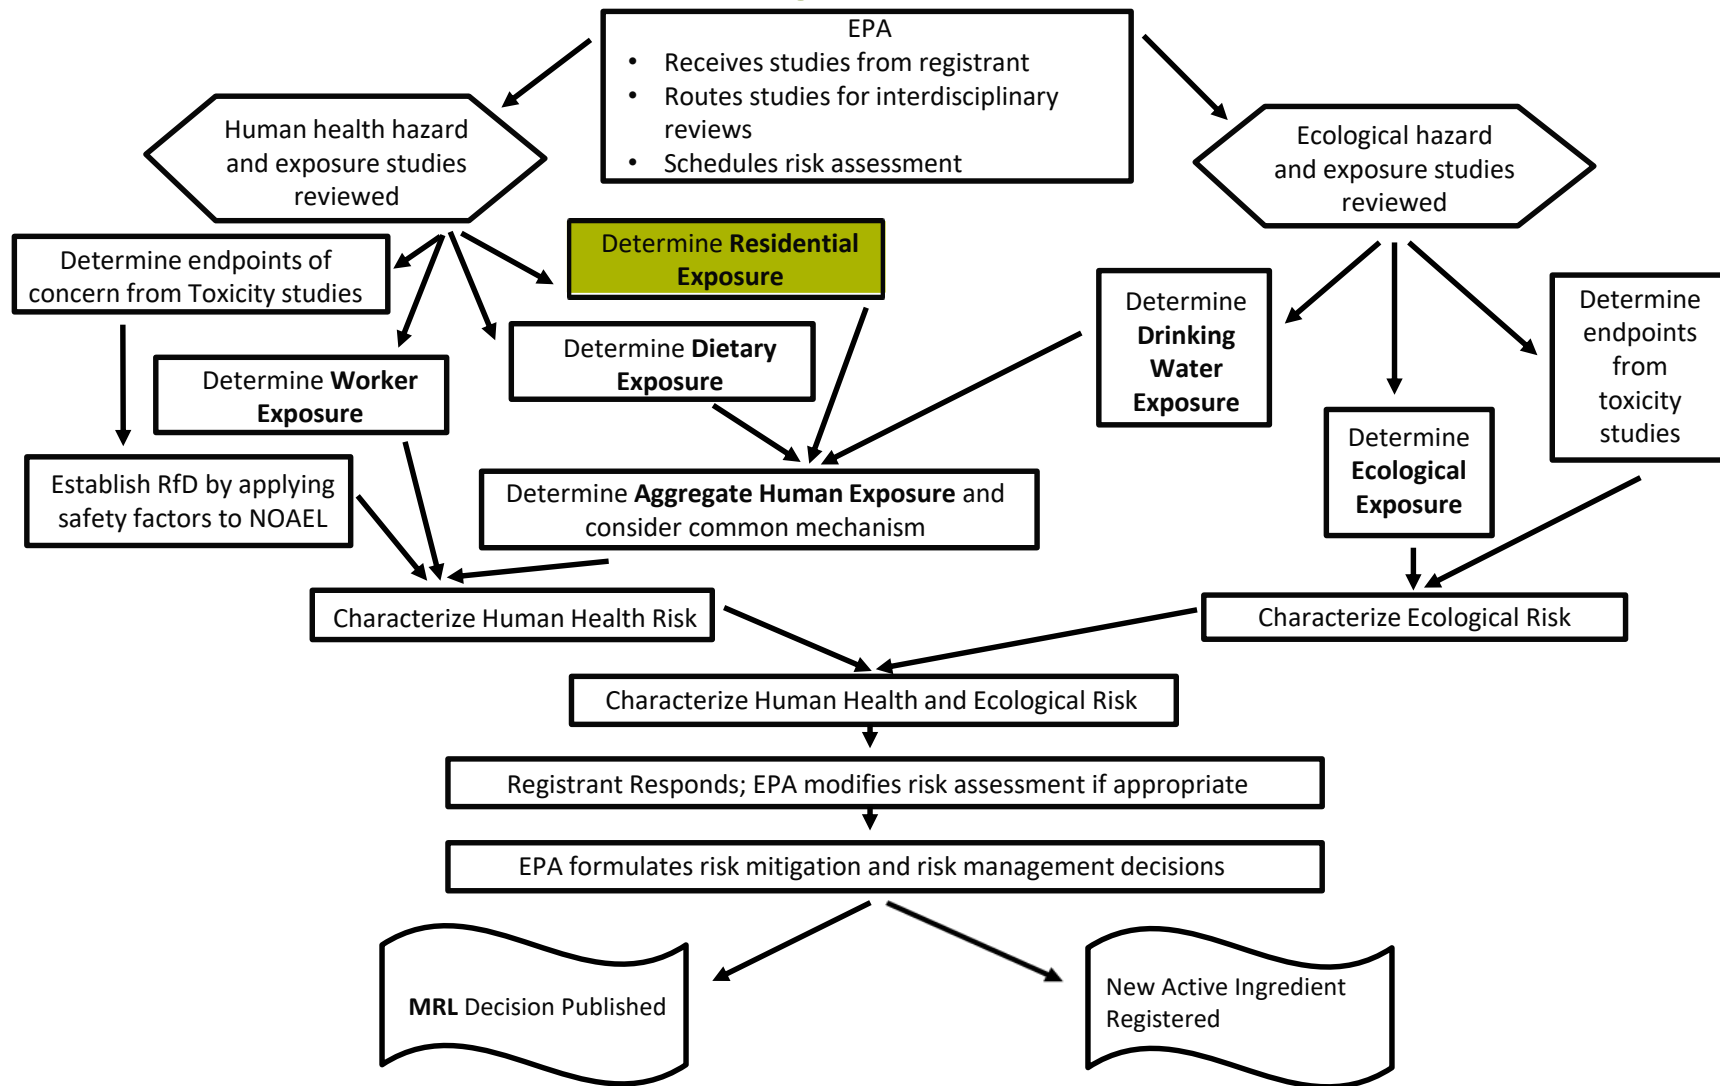 EPA
• Receives studies from registrant
• Routes studies for interdisciplinary
reviews
• Schedules risk assessment
Human health hazard
and exposure studies
reviewed
Ecological hazard
and exposure studies
reviewed
Determine endpoints of
concern from Toxicity studies
Determine Residential
Exposure
Determine Worker
Exposure
Determine Dietary
Exposure
Determine
Drinking
Water
Exposure
Determine
endpoints
from
toxicity
studies
Determine
Ecological
Exposure
Establish RfD by applying
safety factors to NOAEL
Determine Aggregate Human Exposure and
consider common mechanism
Characterize Human Health Risk
Characterize Ecological Risk
Characterize Human Health and Ecological Risk
Registrant Responds; EPA modifies risk assessment if appropriate
EPA formulates risk mitigation and risk management decisions
MRL Decision Published
New Active Ingredient
Registered